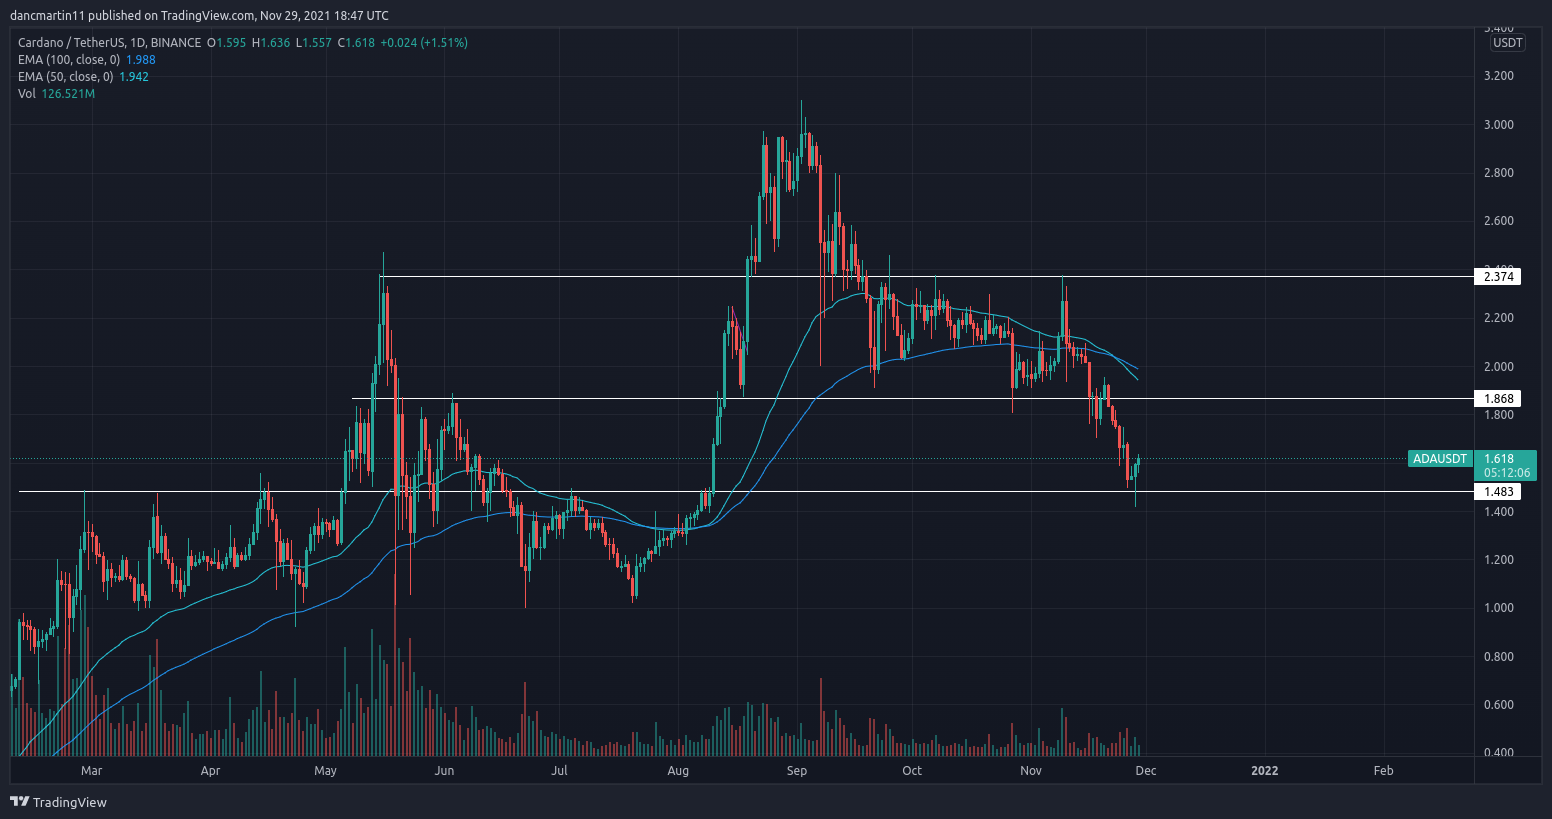 dancmartin11 published on TradingView.com, Nov 29, 2021 18:47 UTC
Cardano / TetherUS, 1D, BINANCE O1.595 H1.636 L1.557 C1.618 +0.024 (+1.51%)
EMA (100, close, 0) 1.988
EMA (50, close, 0) 1.942
Vol 126.521M
3.400
USDT
3.200
3.000
2.800
2.600
2.400
2.374
2.200
2.000
1.868
1.800
ADAUSDT 1.618
05:12:06
1.483
1.400
1.200
1.000
0.800
0.600
0.400
Mar Apr May Jun Jul Aug Sep Oct Nov Dec 2022 Feb
TradingView